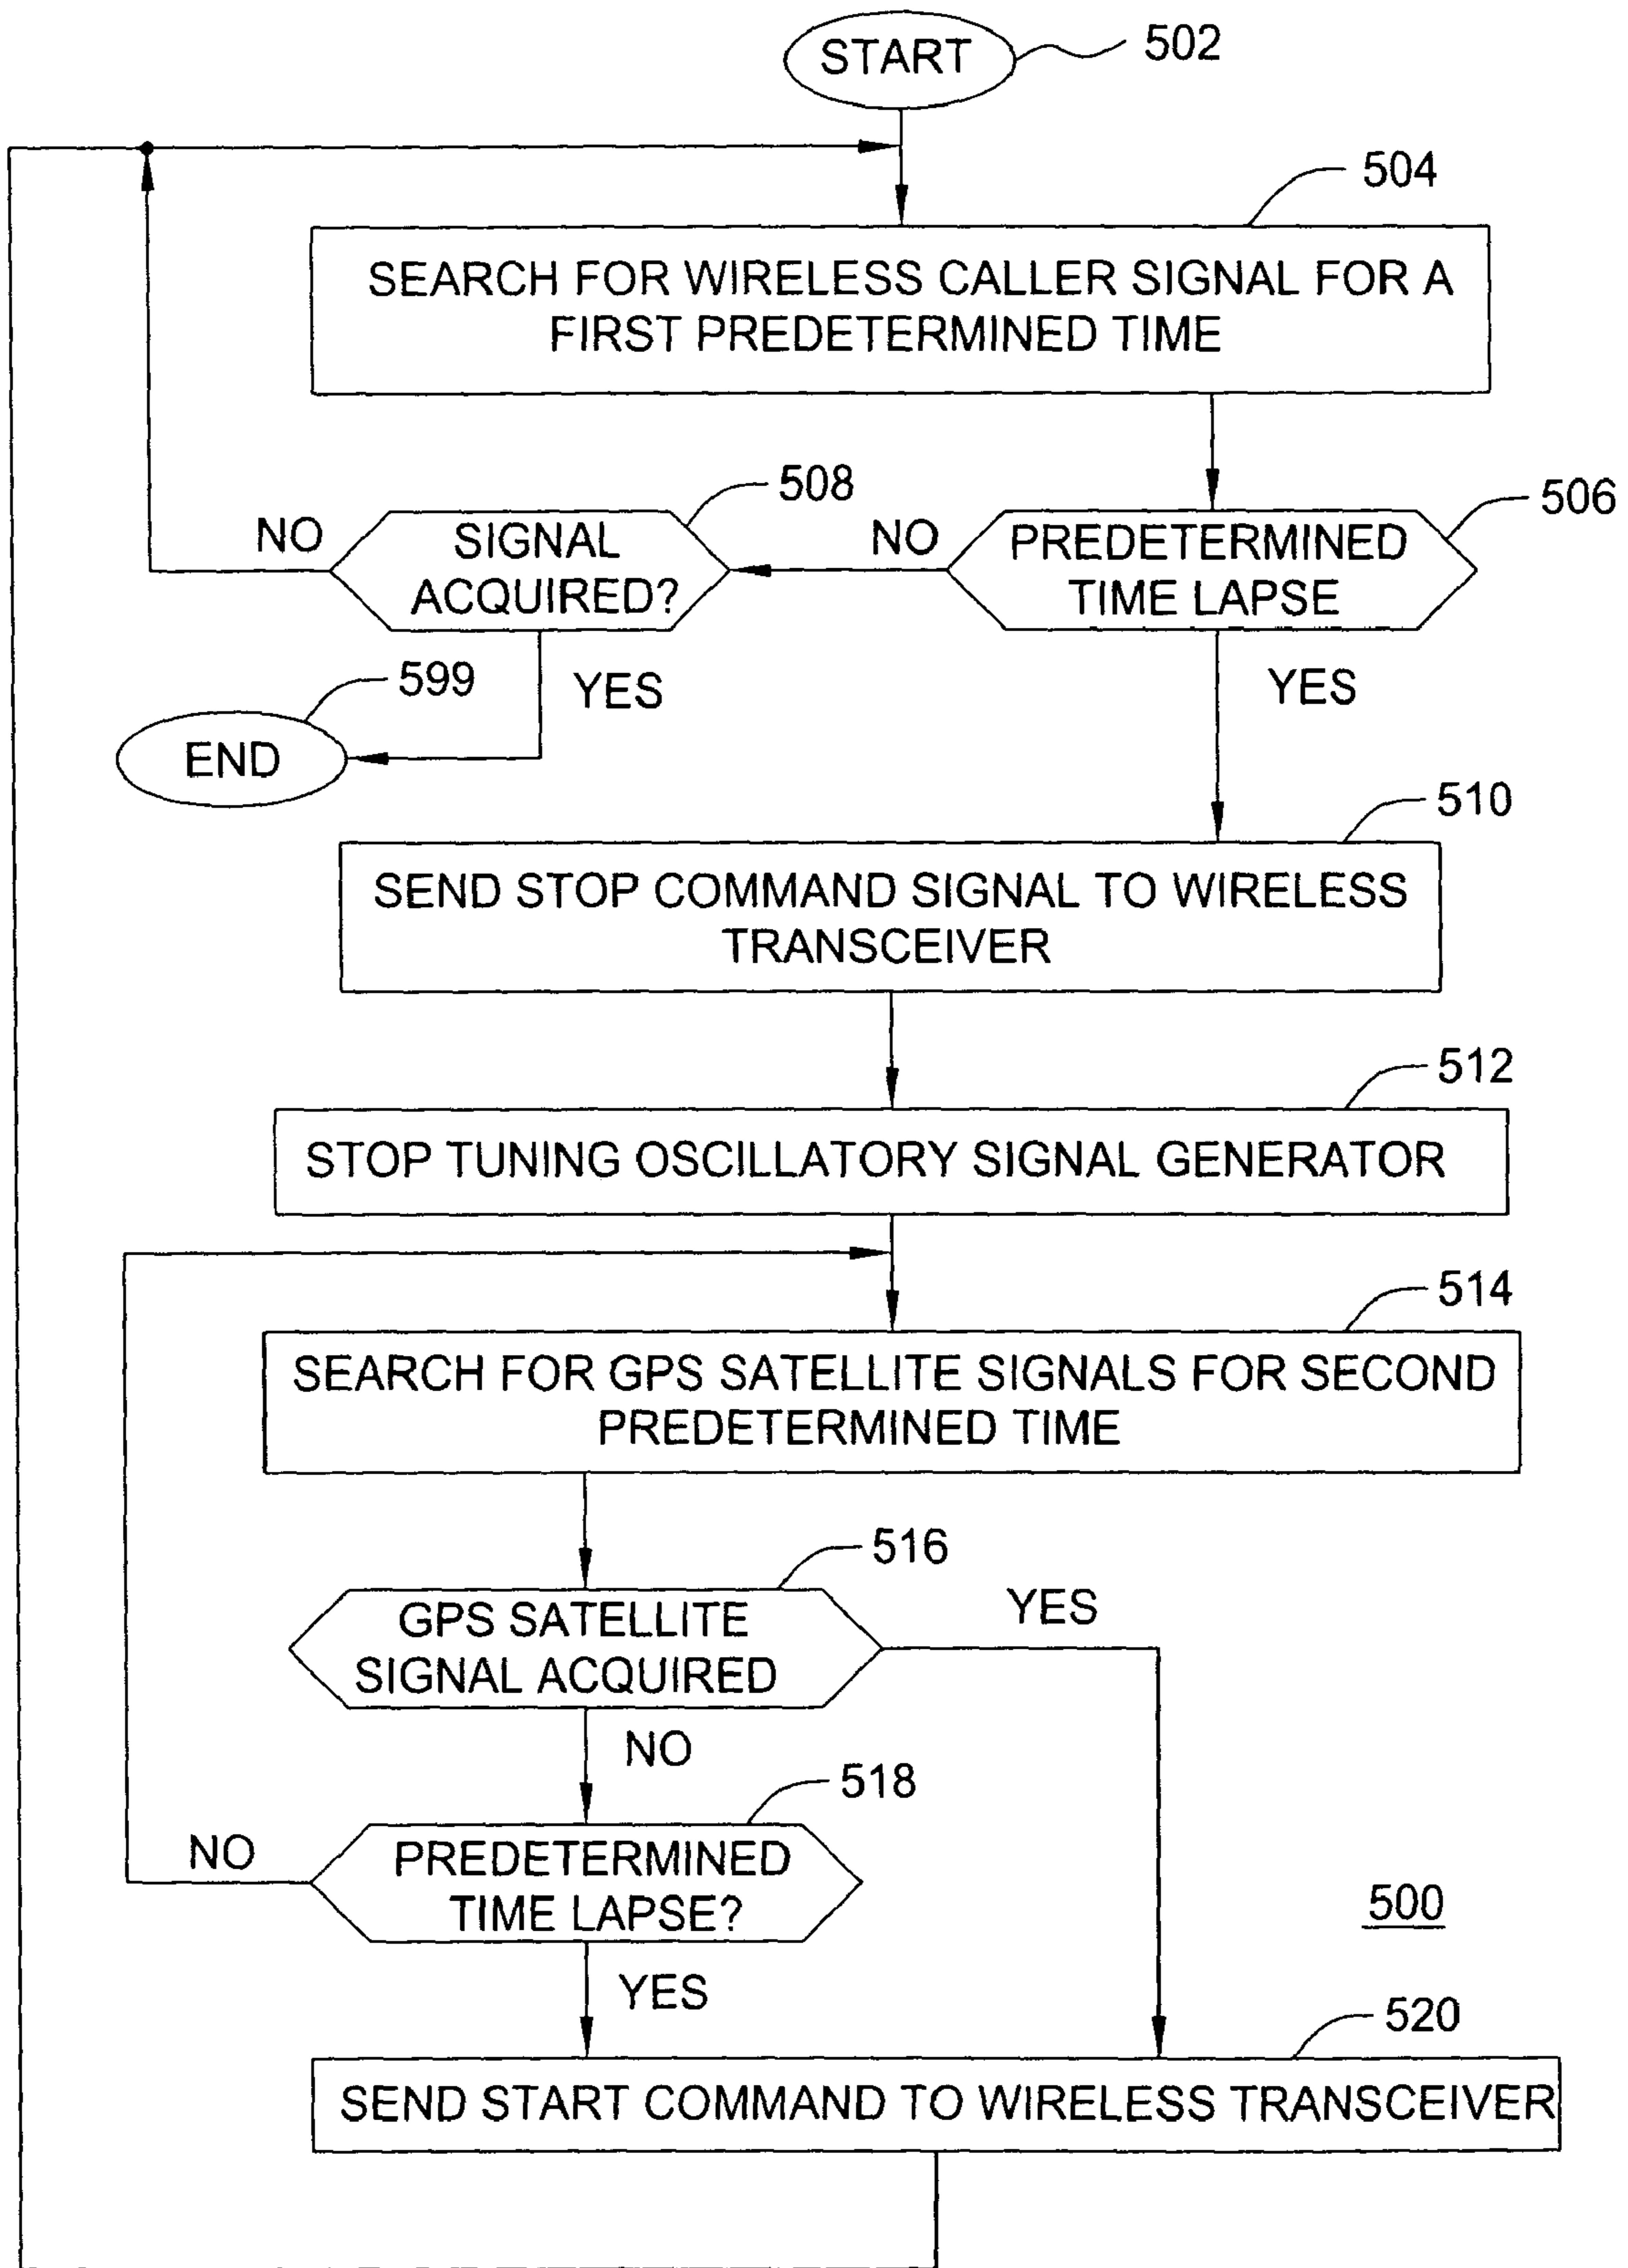 START
502
504
SEARCH FOR WIRELESS CALLER SIGNAL FOR A
FIRST PREDETERMINED TIME
508
506
NO
SIGNAL
ACQUIRED?
NO
PREDETERMINED
TIME LAPSE
599
YES
YES
END
510
SEND STOP COMMAND SIGNAL TO WIRELESS
TRANSCEIVER
512
STOP TUNING OSCILLATORY SIGNAL GENERATOR
514
SEARCH FOR GPS SATELLITE SIGNALS FOR SECOND
PREDETERMINED TIME
516
GPS SATELLITE
SIGNAL ACQUIRED
YES
NO
518
NO
PREDETERMINED
TIME LAPSE?
500
YES
520
SEND START COMMAND TO WIRELESS TRANSCEIVER